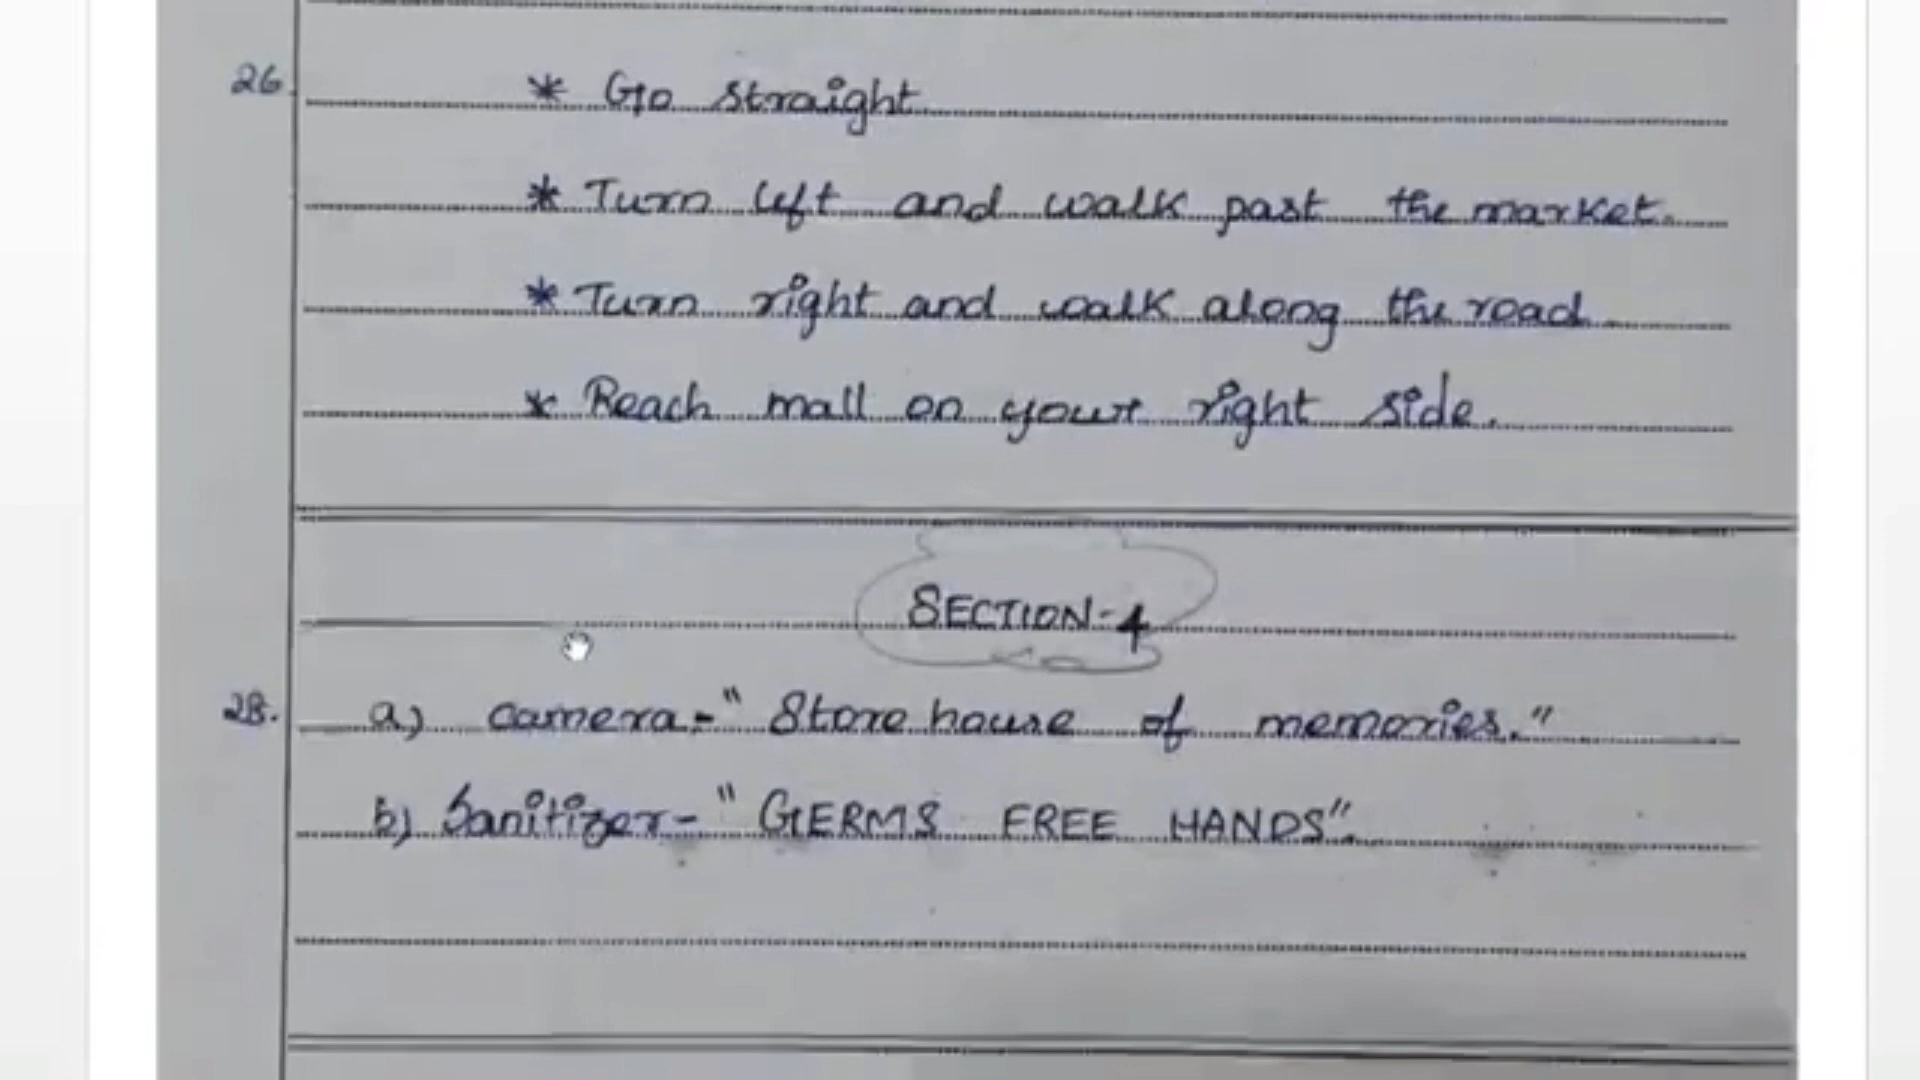 26. * Go straight
* Turn left and walk past the market.
* Turn right and walk along the road.
* Reach mall on your right side.
SECTION-4
28. a) camera:- "Store house of memories."
b) Sanitizer- "GERMS FREE HANDS".